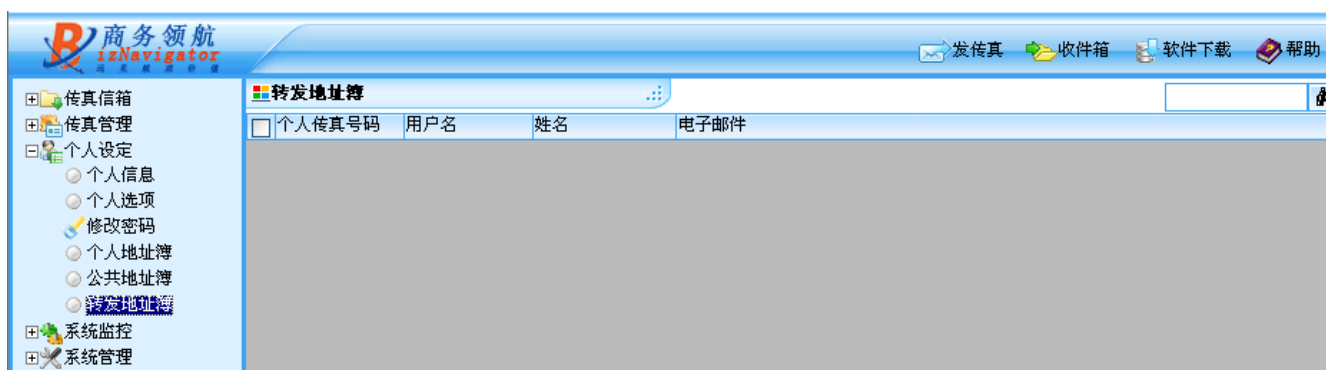 商务领航
izNavigator
发传真 收件箱 软件下载 帮助
传真信箱
传真管理
个人设定
个人信息
个人选项
修改密码
个人地址簿
公共地址簿
转发地址簿
系统监控
系统管理
转发地址簿
个人传真号码 用户名 姓名 电子邮件